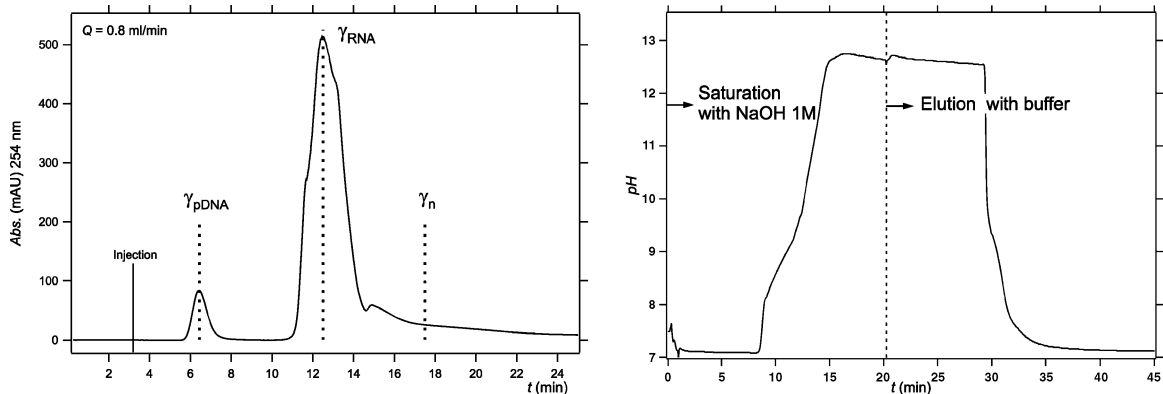 Q = 0.8 ml/min
γRNA
500
400
300
200
100
0
Abs. (mAU) 254 nm
γpDNA
γn
Injection
2 4 6 8 10 12 14 16 18 20 22 24
t (min)
13
12
11
10
9
8
7
pH
Saturation
with NaOH 1M
Elution with buffer
0 5 10 15 20 25 30 35 40 45
t (min)